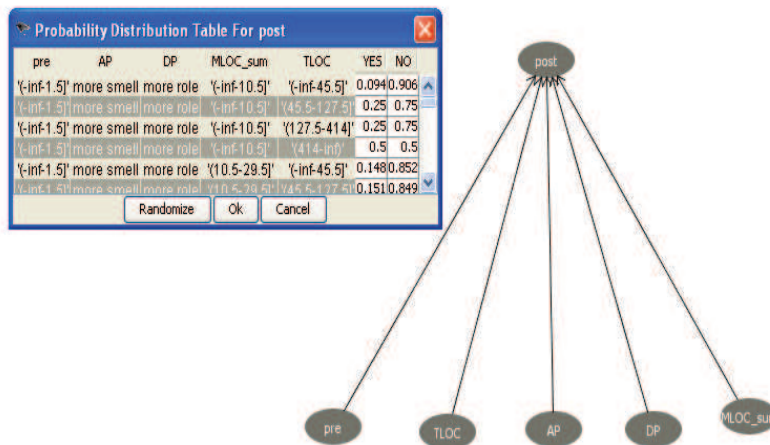 Probability Distribution Table For post
pre AP DP MLOC_sum TLOC YES NO
'(-inf-1.5]' more smell more role '(-inf-10.5]' '(-inf-45.5]' 0.094 0.906
'(-inf-1.5]' more smell more role '(-inf-10.5]' '(45.5-127.5]' 0.25 0.75
'(-inf-1.5]' more smell more role '(-inf-10.5]' '(127.5-414]' 0.25 0.75
'(-inf-1.5]' more smell more role '(-inf-10.5]' '(414-inf)' 0.5 0.5
'(-inf-1.5]' more smell more role '(10.5-29.5]' '(-inf-45.5]' 0.148 0.852
'(-inf-1.5]' more smell more role '(10.5-29.5]' '(45.5-127.5]' 0.151 0.849
Randomize Ok Cancel
post
pre TLOC AP DP MLOC_sum